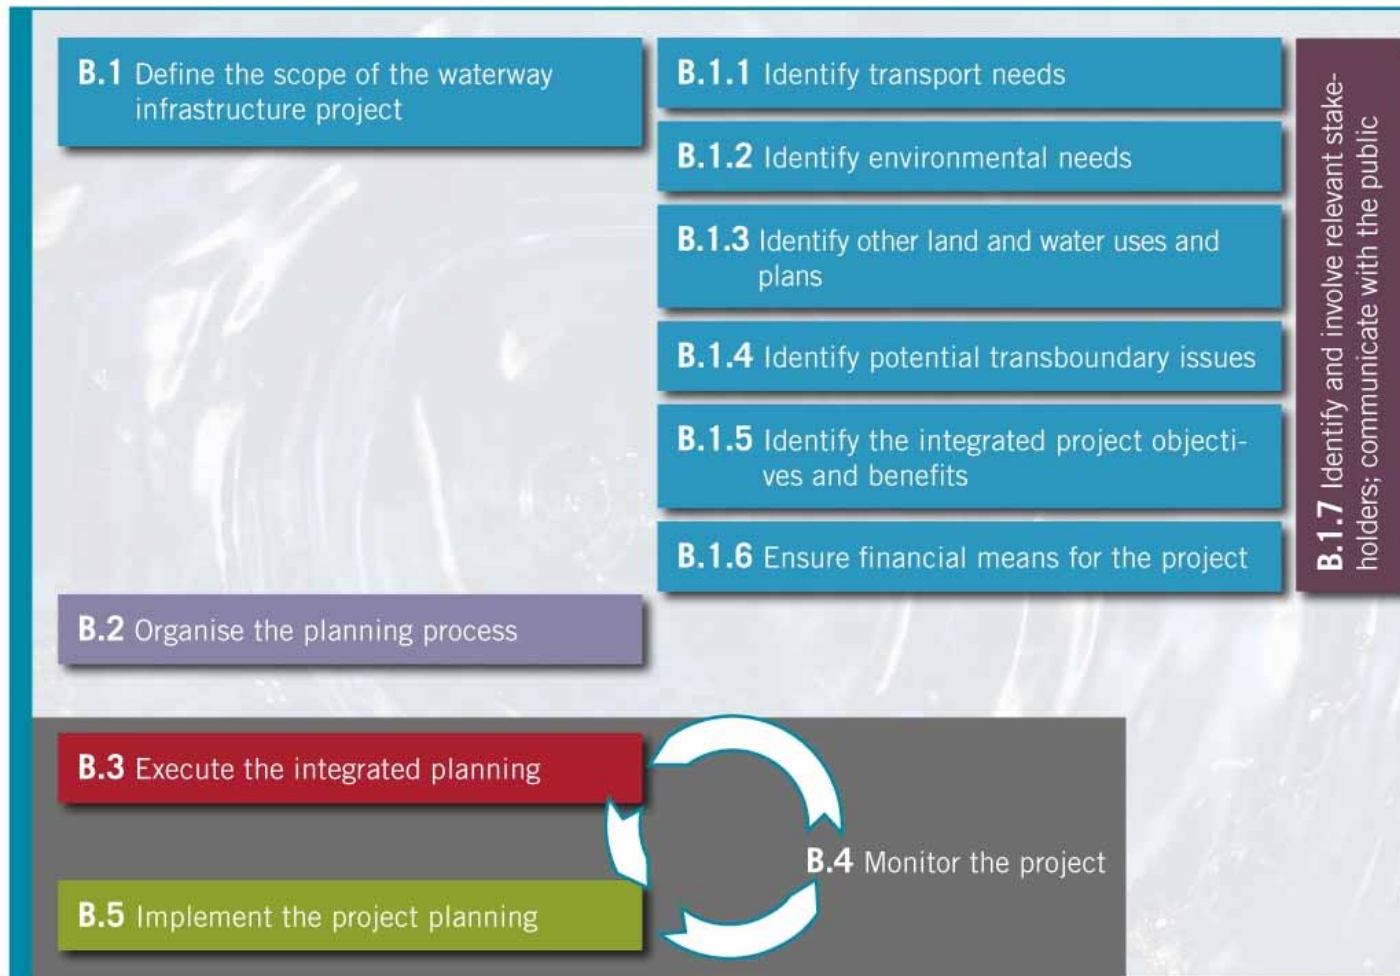 B.1 Define the scope of the waterway
infrastructure project
B.1.1 Identify transport needs
B.1.2 Identify environmental needs
B.1.3 Identify other land and water uses and
plans
B.1.4 Identify potential transboundary issues
B.1.5 Identify the integrated project objecti-
ves and benefits
B.1.6 Ensure financial means for the project
B.1.7 Identify and involve relevant stake-
holders; communicate with the public
B.2 Organise the planning process
B.3 Execute the integrated planning
B.4 Monitor the project
B.5 Implement the project planning